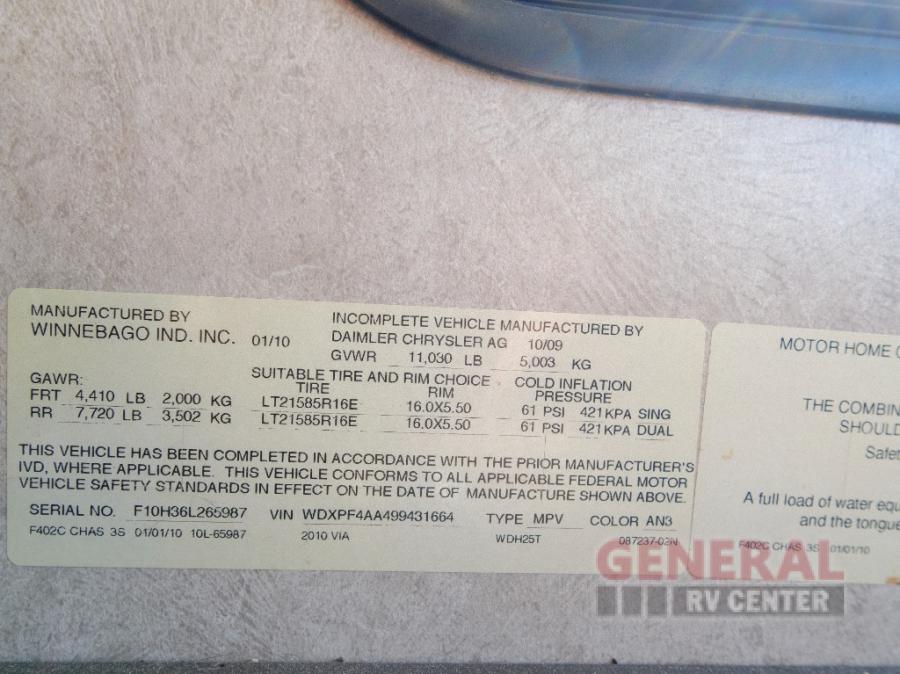 MANUFACTURED BY
WINNEBAGO IND. INC. 01/10
INCOMPLETE VEHICLE MANUFACTURED BY
DAIMLER CHRYSLER AG 10/09
GVWR 11,030 LB 5,003 KG
GAWR:
SUITABLE TIRE AND RIM CHOICE
TIRE RIM
COLD INFLATION
PRESSURE
FRT 4,410 LB 2,000 KG LT21585R16E 16.0X5.50 61 PSI 421 KPA SING
RR 7,720 LB 3,502 KG LT21585R16E 16.0X5.50 61 PSI 421 KPA DUAL
THIS VEHICLE HAS BEEN COMPLETED IN ACCORDANCE WITH THE PRIOR MANUFACTURER'S
IVD, WHERE APPLICABLE. THIS VEHICLE CONFORMS TO ALL APPLICABLE FEDERAL MOTOR
VEHICLE SAFETY STANDARDS IN EFFECT ON THE DATE OF MANUFACTURE SHOWN ABOVE.
SERIAL NO. F10H36L265987 VIN WDXPF4AA499431664 TYPE MPV COLOR AN3
F402C CHAS 3S 01/01/10 10L-65987 2010 VIA WDH25T 087237-03N
MOTOR HOME
THE COMBIN
SHOULD
Safet
A full load of water equ
and the tongue
F402C CHAS 3S 01/01/10
GENERAL
RV CENTER